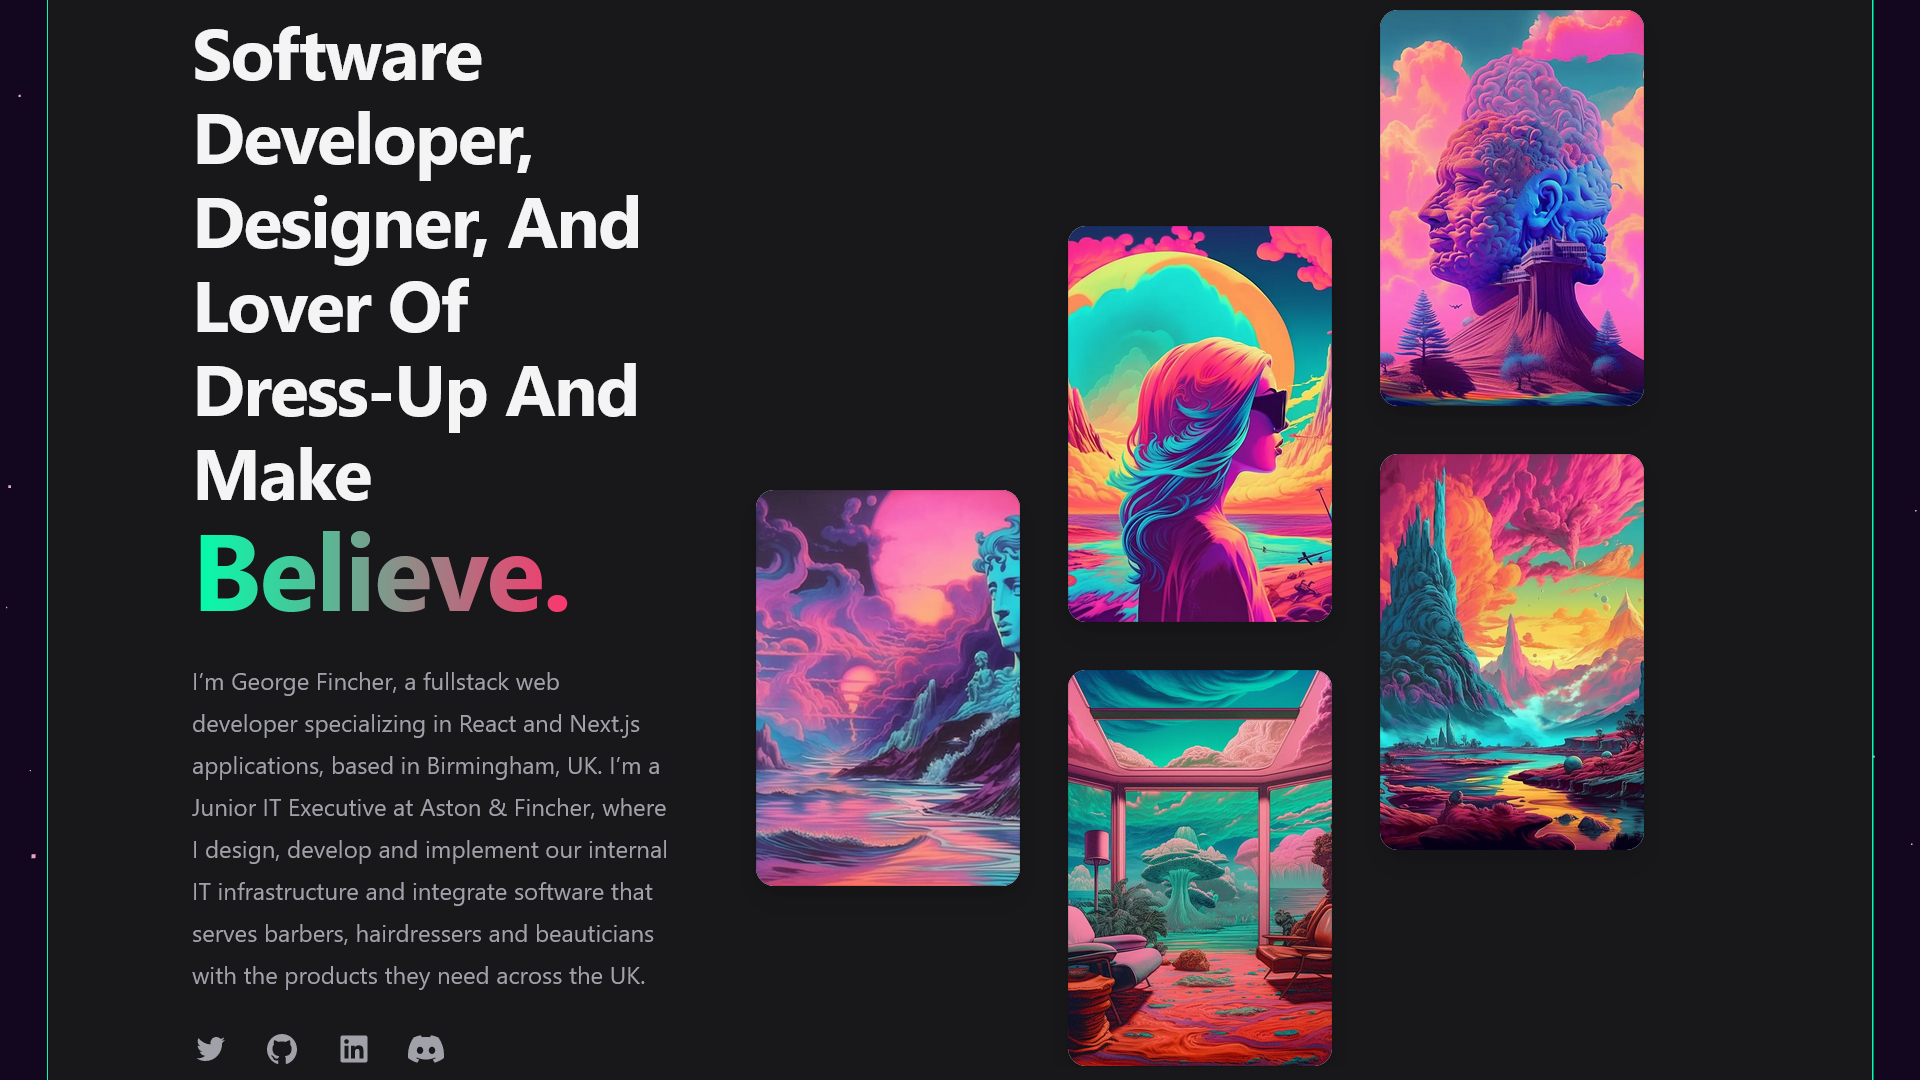 Software
Developer,
Designer, And
Lover Of
Dress-Up And
Make
Believe.
I’m George Fincher, a fullstack web
developer specializing in React and Next.js
applications, based in Birmingham, UK. I’m a
Junior IT Executive at Aston & Fincher, where
I design, develop and implement our internal
IT infrastructure and integrate software that
serves barbers, hairdressers and beauticians
with the products they need across the UK.
in